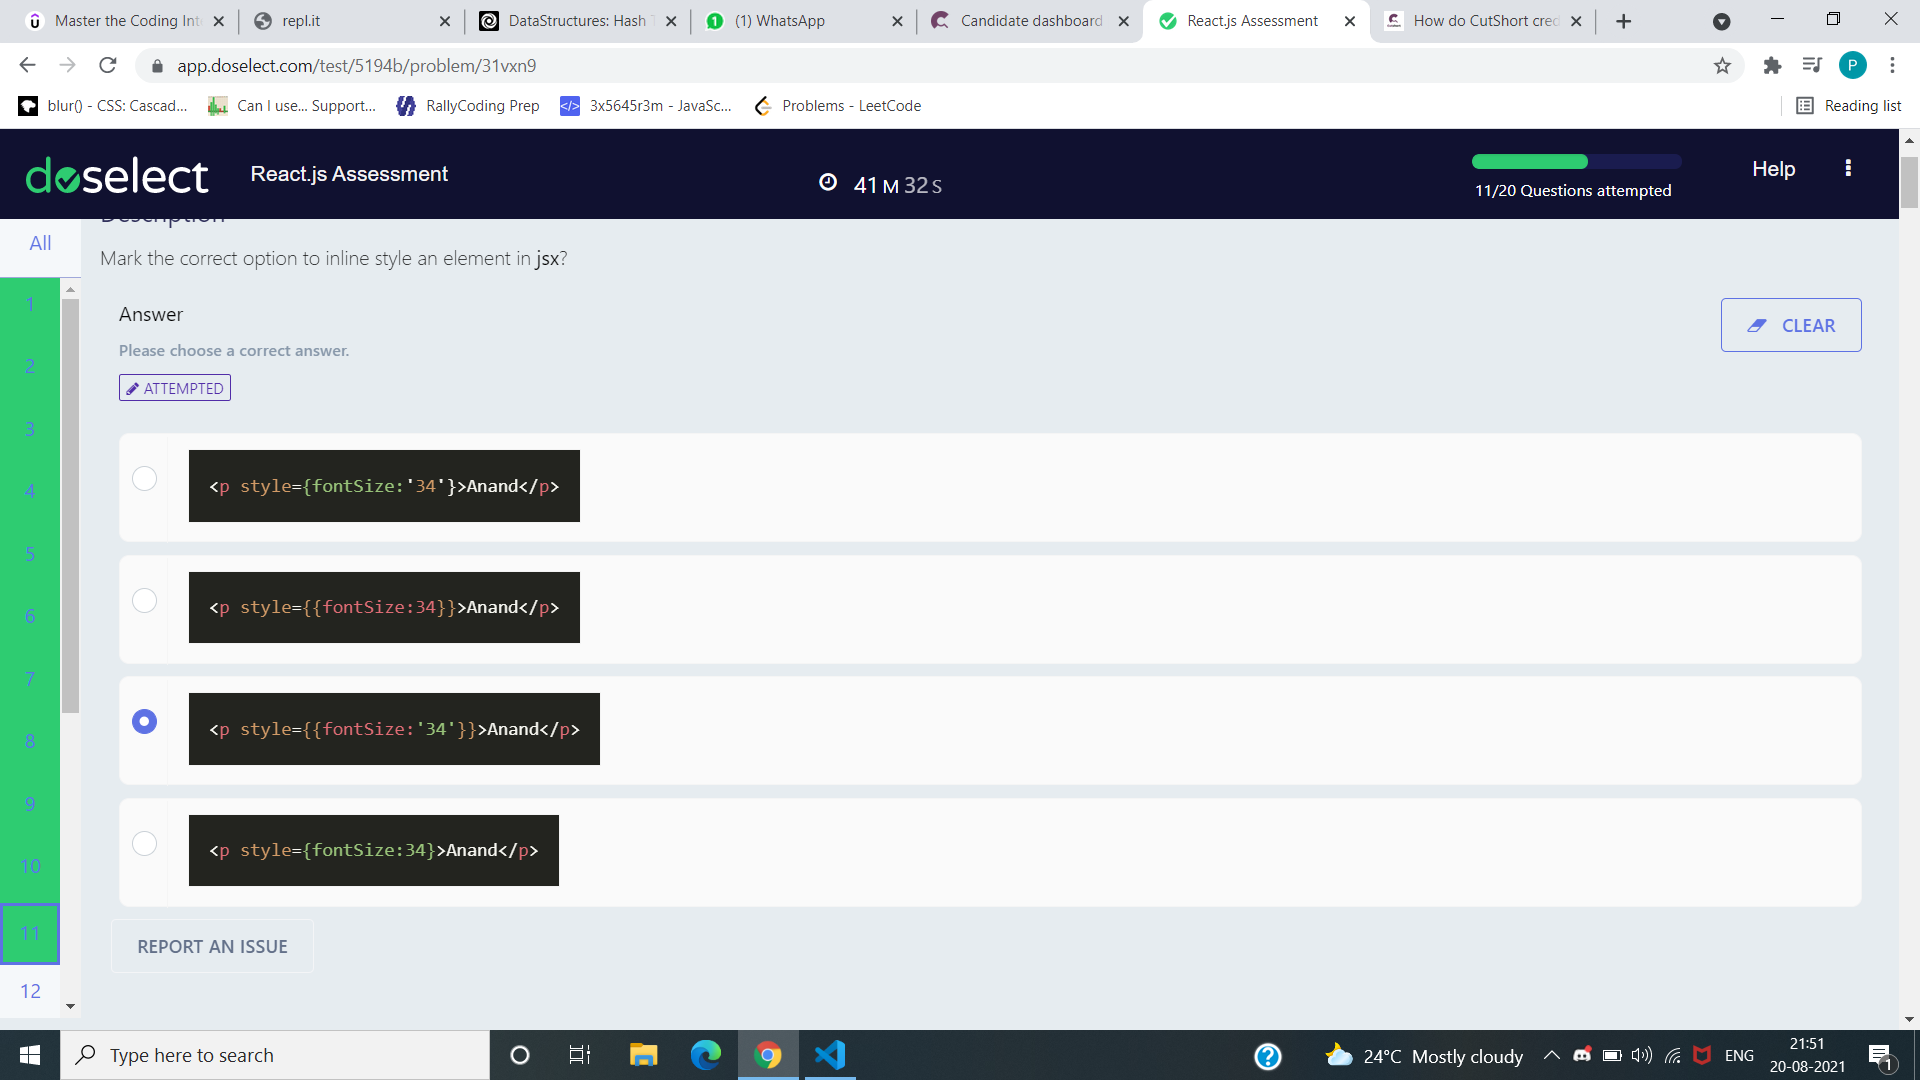 Master the Coding Int
repl.it
DataStructures: Hash T
(1) WhatsApp
Candidate dashboard
React.js Assessment
How do CutShort cred
app.doselect.com/test/5194b/problem/31vxn9
P
blur() - CSS: Cascad...
Can I use... Support...
RallyCoding Prep
3x5645r3m - JavaSc...
Problems - LeetCode
Reading list
doselect
React.js Assessment
41 M 32 S
11/20 Questions attempted
Help
Description
All
Mark the correct option to inline style an element in jsx?
Answer
CLEAR
Please choose a correct answer.
ATTEMPTED
1
2
3
4
5
6
7
8
9
10
11
12
<p style={fontSize:'34'}>Anand</p>
<p style={{fontSize:34}}>Anand</p>
<p style={{fontSize:'34'}}>Anand</p>
<p style={fontSize:34}>Anand</p>
REPORT AN ISSUE
Type here to search
24°C Mostly cloudy
ENG
21:51
20-08-2021
1